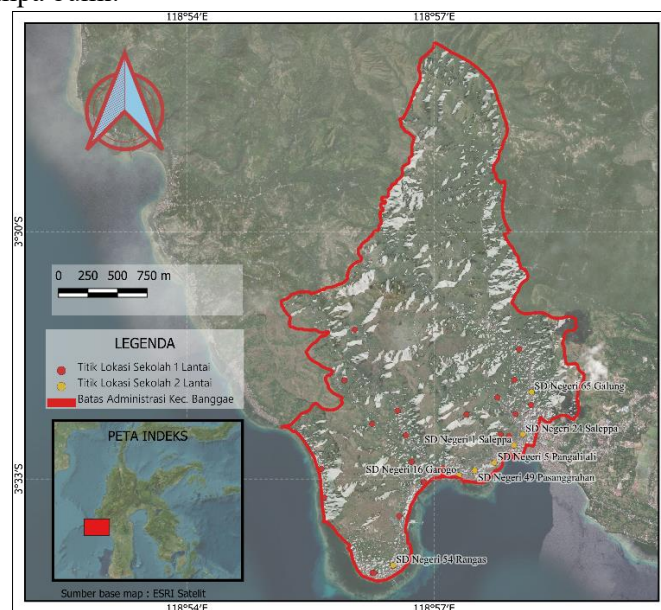 118°54'E 118°57'E
3°30'S
0 250 500 750 m
LEGENDA
Titik Lokasi Sekolah 1 Lantai
Titik Lokasi Sekolah 2 Lantai
Batas Administrasi Kec. Banggae
SD Negeri 65 Galung
SD Negeri 24 Saleppa
SD Negeri 1 Saleppa
SD Negeri 5 Pangali ali
SD Negeri 16 Garogo
SD Negeri 49 Pasanggrahan
3°33'S
PETA INDEKS
SD Negeri 54 Rangas
Sumber base map : ESRI Satelit
118°54'E 118°57'E